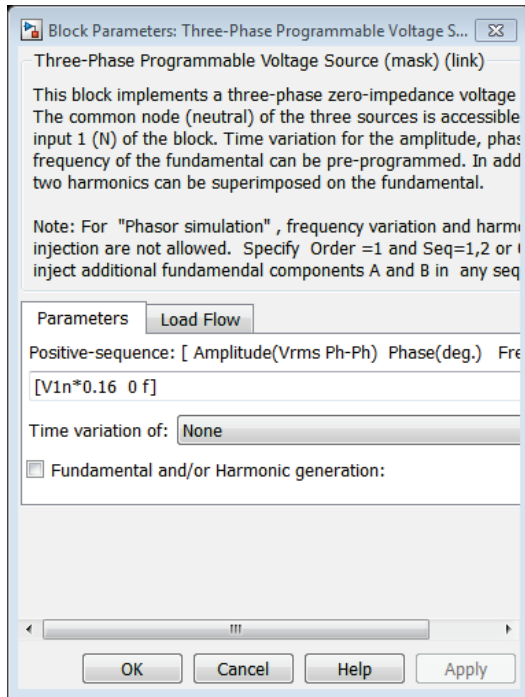 Block Parameters: Three-Phase Programmable Voltage S...
Three-Phase Programmable Voltage Source (mask) (link)
This block implements a three-phase zero-impedance voltage
The common node (neutral) of the three sources is accessible
input 1 (N) of the block. Time variation for the amplitude, phas
frequency of the fundamental can be pre-programmed. In add
two harmonics can be superimposed on the fundamental.
Note: For "Phasor simulation" , frequency variation and harmo
injection are not allowed. Specify Order =1 and Seq=1,2 or
inject additional fundamendal components A and B in any seq
Parameters Load Flow
Positive-sequence: [ Amplitude(Vrms Ph-Ph) Phase(deg.) Fre
[V1n*0.16 0 f]
Time variation of: None
Fundamental and/or Harmonic generation:
OK Cancel Help Apply